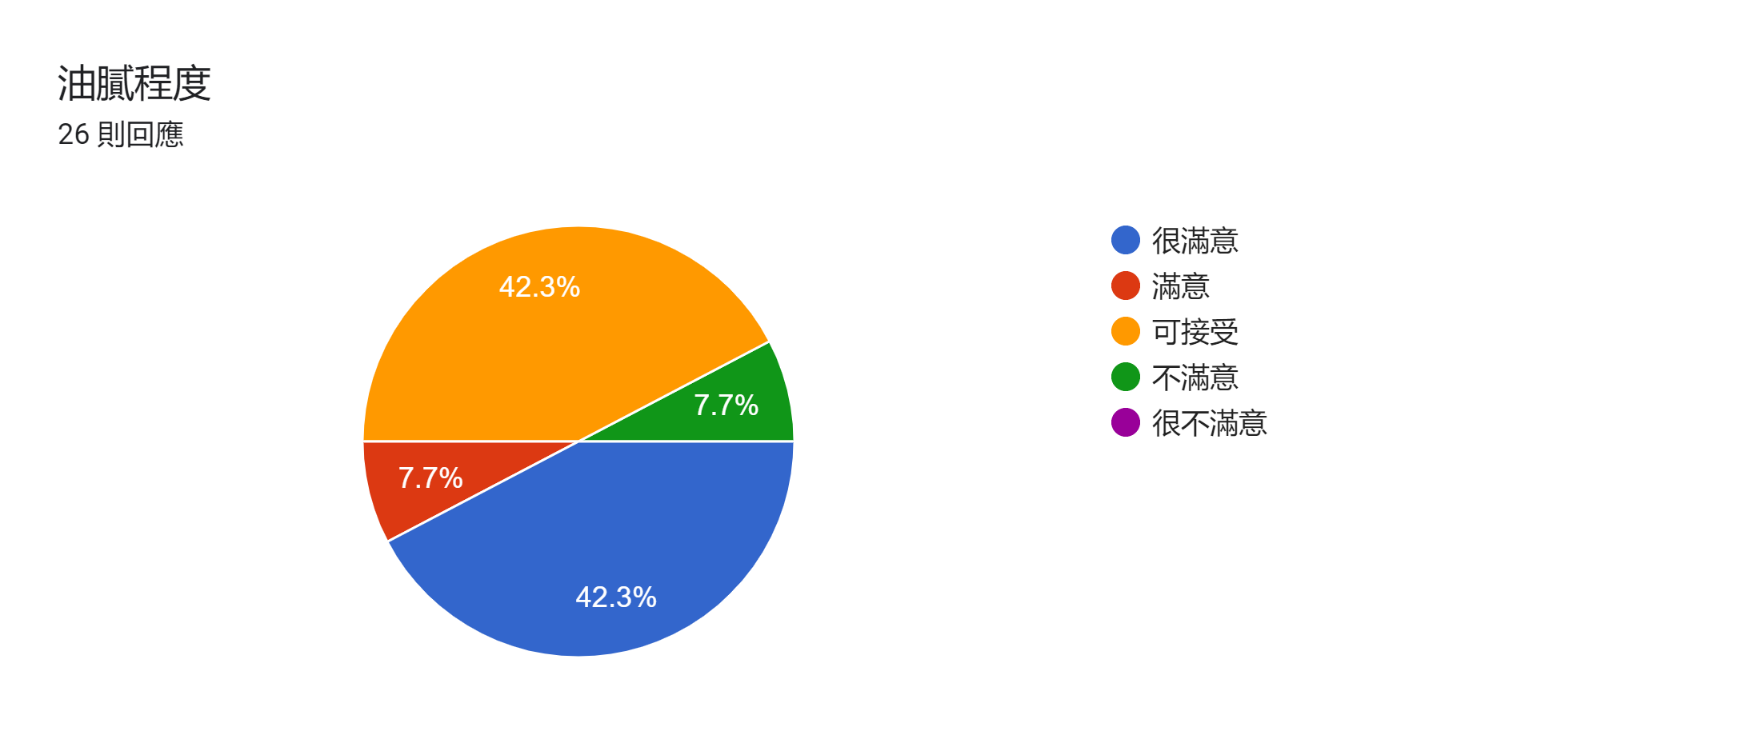 油膩程度
26 則回應
42.3%
7.7%
7.7%
42.3%
很滿意
滿意
可接受
不滿意
很不滿意